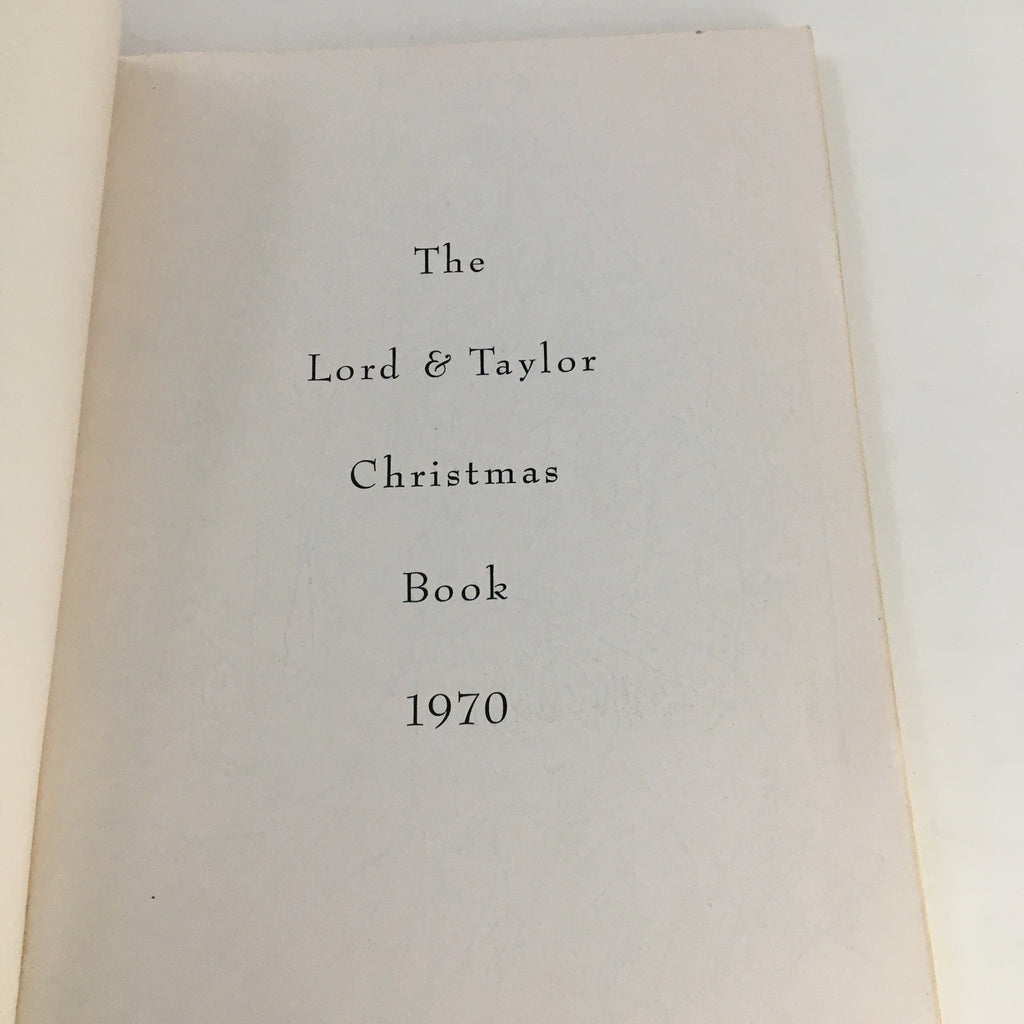 The
Lord & Taylor
Christmas
Book
1970